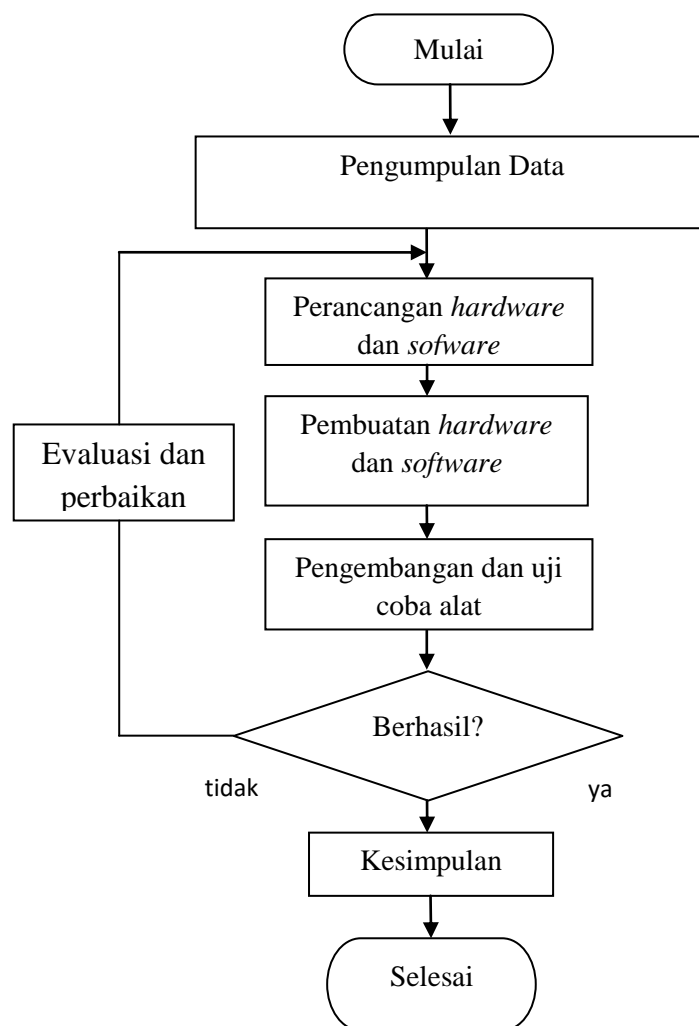 Mulai
Pengumpulan Data
Perancangan hardware
dan sofware
Pembuatan hardware
dan software
Evaluasi dan
perbaikan
Pengembangan dan uji
coba alat
Berhasil?
tidak
ya
Kesimpulan
Selesai